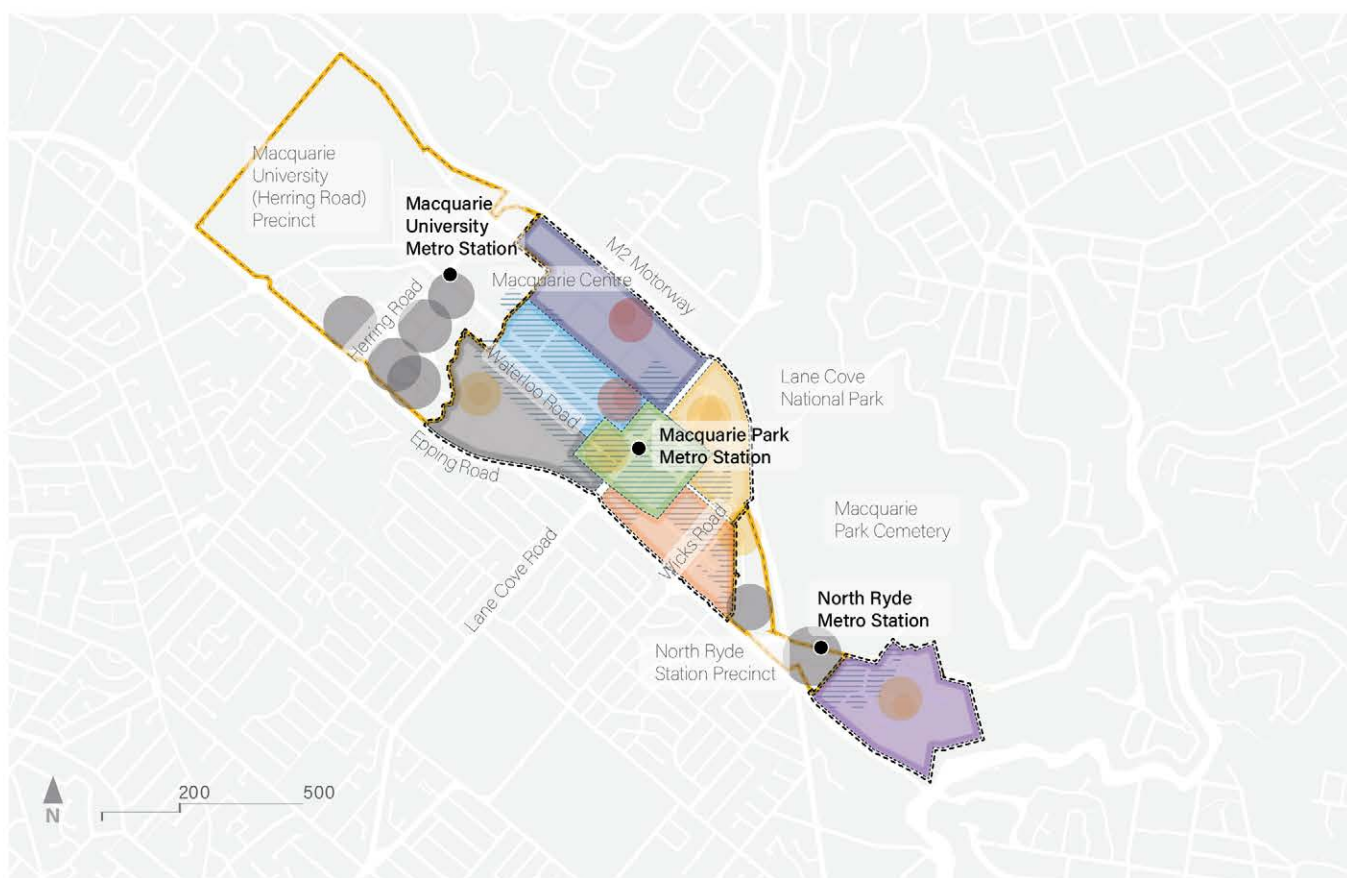 Macquarie
University
(Herring Road)
Precinct
Macquarie
University
Metro Station
M2 Motorway
Macquarie Centre
Herring Road
Waterloo Road
Lane Cove
National Park
Macquarie Park
Metro Station
Epping Road
Wicks Road
Macquarie
Park Cemetery
Lane Cove Road
North Ryde
Metro Station
North Ryde
Station Precinct
200
500
N